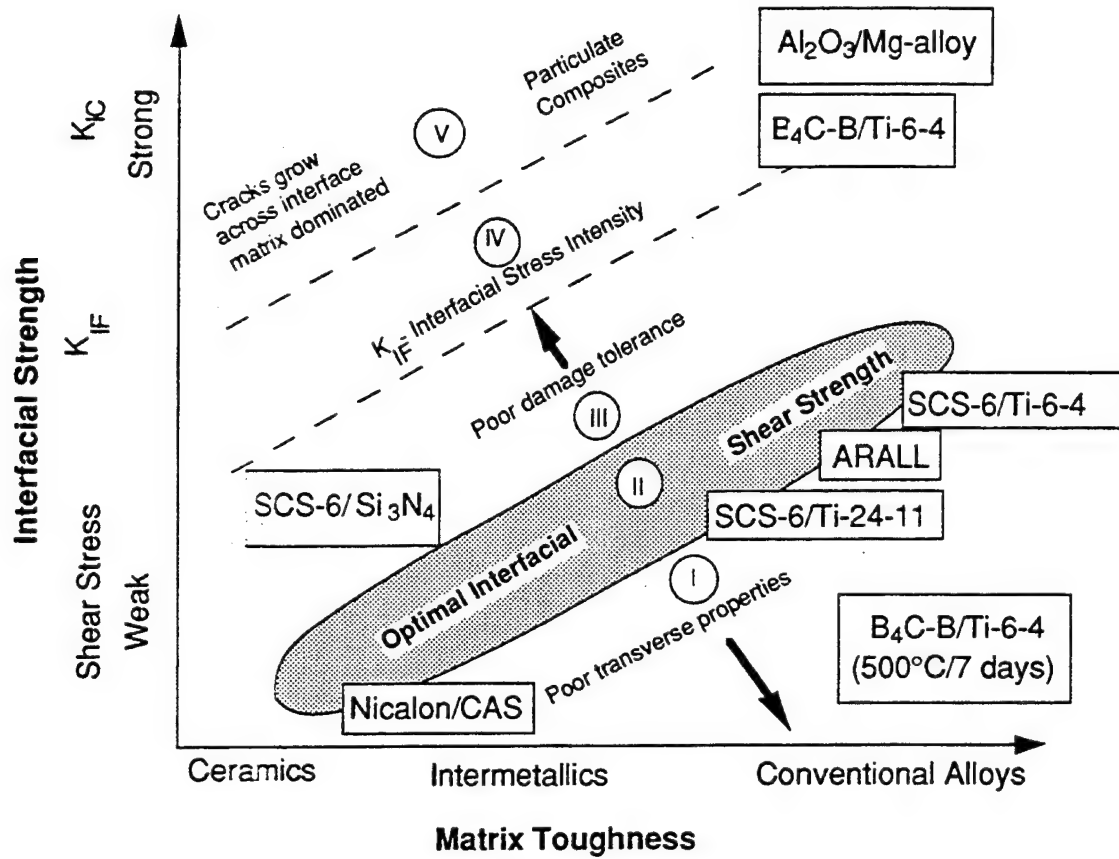 Al₂O₃/Mg-alloy
Particulate
Composites
K_IC
Strong
V
B₄C-B/Ti-6-4
Cracks grow
across interface
matrix dominated
IV
K_IF - Interfacial Stress Intensity
Interfacial Strength
K_IF
Poor damage tolerance
III
Shear Strength
SCS-6/Ti-6-4
ARALL
SCS-6/Si₃N₄
II
SCS-6/Ti-24-11
Optimal Interfacial
I
Shear Stress
Weak
Poor transverse properties
B₄C-B/Ti-6-4
(500°C/7 days)
Nicalon/CAS
Ceramics
Intermetallics
Conventional Alloys
Matrix Toughness